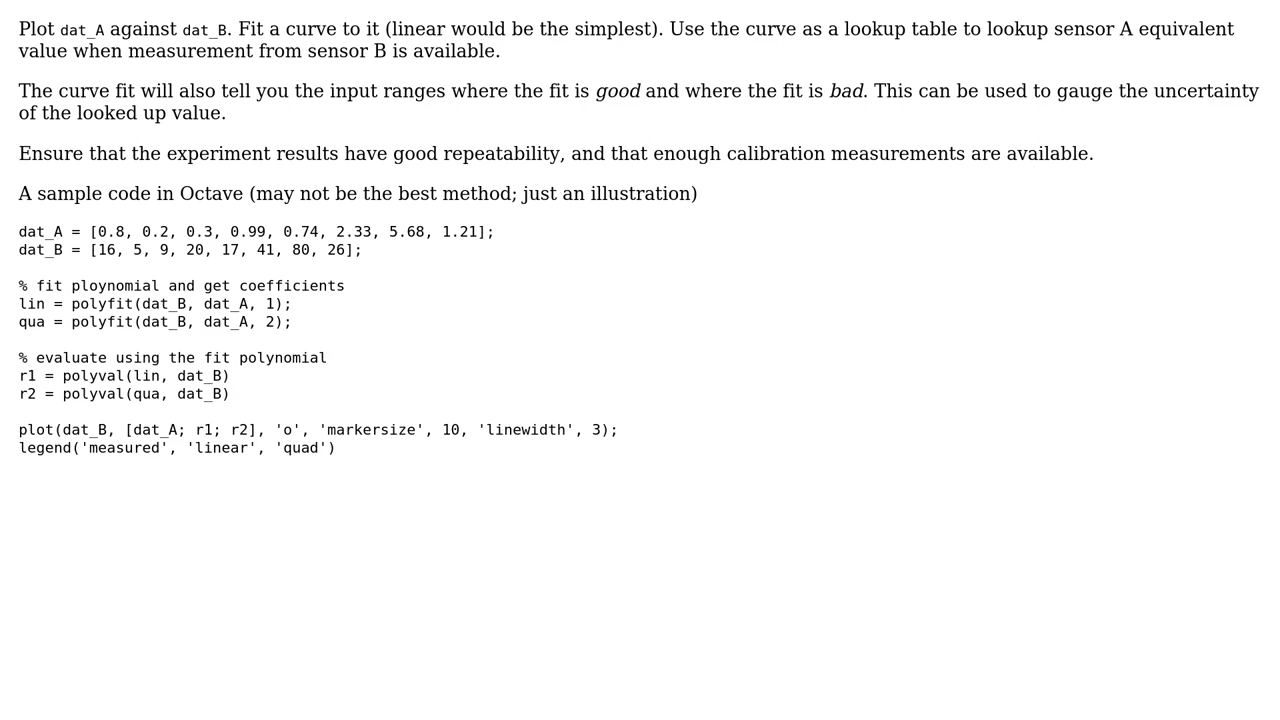 Plot dat_A against dat_B. Fit a curve to it (linear would be the simplest). Use the curve as a lookup table to lookup sensor A equivalent
value when measurement from sensor B is available.
The curve fit will also tell you the input ranges where the fit is good and where the fit is bad. This can be used to gauge the uncertainty
of the looked up value.
Ensure that the experiment results have good repeatability, and that enough calibration measurements are available.
A sample code in Octave (may not be the best method; just an illustration)
dat_A = [0.8, 0.2, 0.3, 0.99, 0.74, 2.33, 5.68, 1.21];
dat_B = [16, 5, 9, 20, 17, 41, 80, 26];
% fit ploynomial and get coefficients
lin = polyfit(dat_B, dat_A, 1);
qua = polyfit(dat_B, dat_A, 2);
% evaluate using the fit polynomial
r1 = polyval(lin, dat_B)
r2 = polyval(qua, dat_B)
plot(dat_B, [dat_A; r1; r2], 'o', 'markersize', 10, 'linewidth', 3);
legend('measured', 'linear', 'quad')